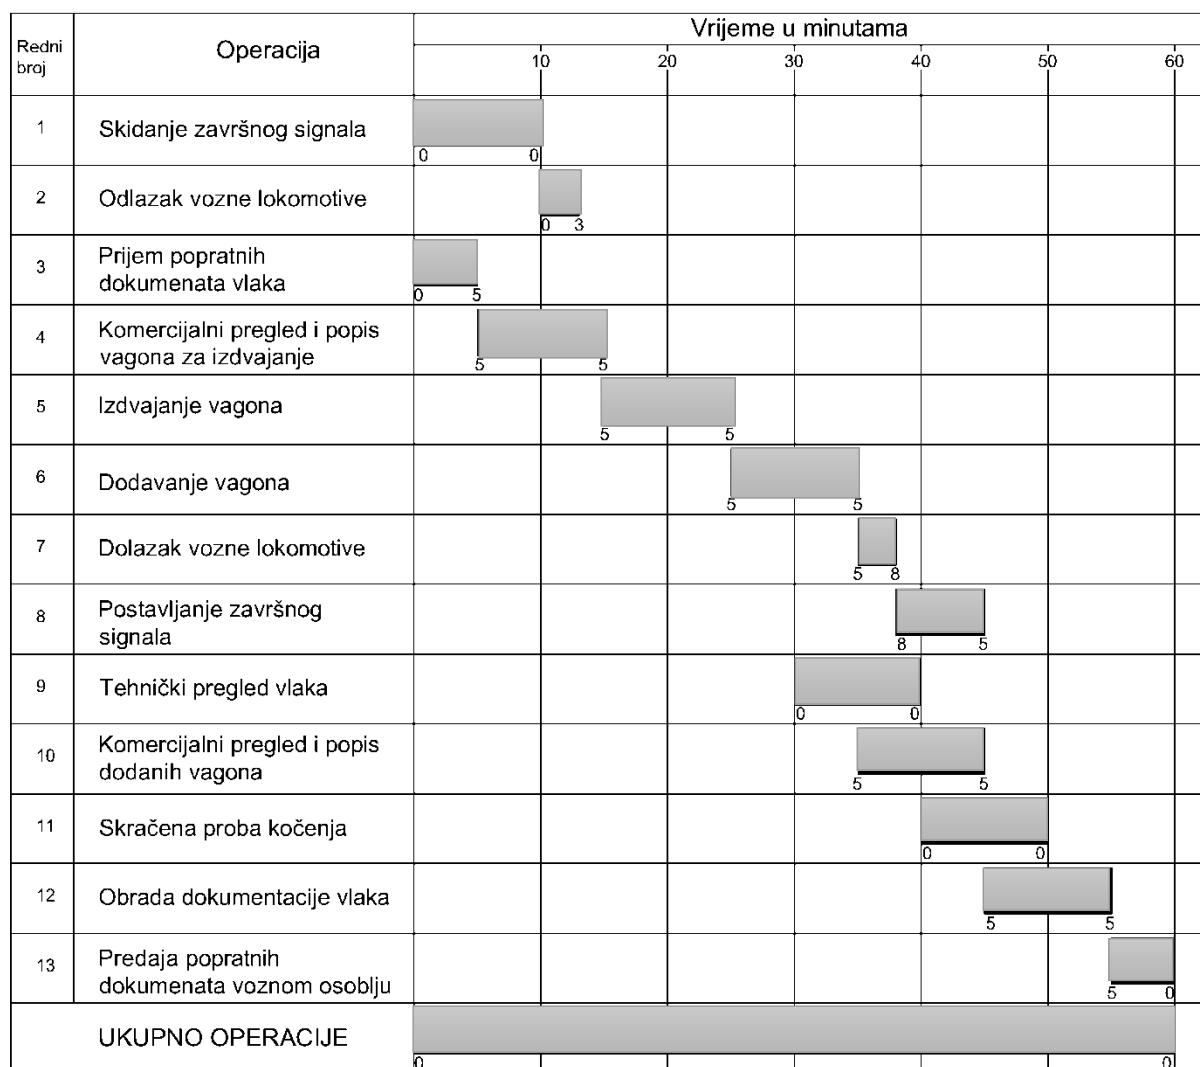 Redni
broj
Operacija
Vrijeme u minutama
10 20 30 40 50 60
1 Skidanje završnog signala
0 0
2 Odlazak vozne lokomotive
0 3
3 Prijem popratnih
dokumenata vlaka
0 5
4 Komercijalni pregled i popis
vagona za izdvajanje
5 5
5 Izdvajanje vagona
5 5
6 Dodavanje vagona
5 5
7 Dolazak vozne lokomotive
5 8
8 Postavljanje završnog
signala
8 5
9 Tehnički pregled vlaka
0 0
10 Komercijalni pregled i popis
dodanih vagona
5 5
11 Skračena proba kočenja
0 0
12 Obrada dokumentacije vlaka
5 5
13 Predaja popratnih
dokumenata voznom osoblju
5 0
UKUPNO OPERACIJE
0 0